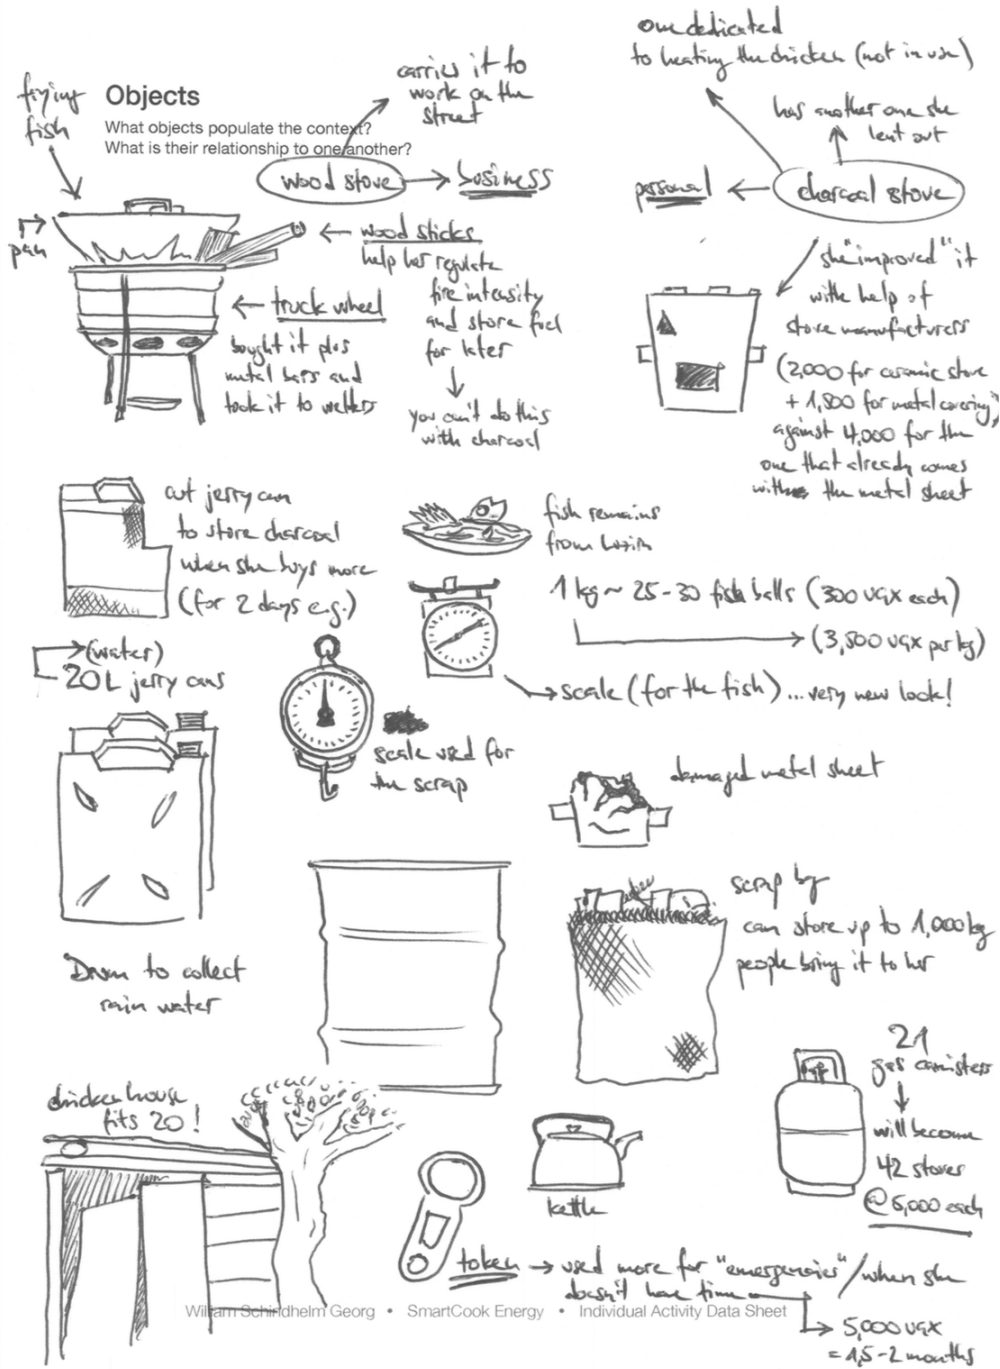 one dedicated
to heating the chicken (not in use)
has another one she
lent out
charcoal stove
personal
she "improved" it
with help of
stove manufacturers
(2,000 for ceramic stove
+ 1,800 for metal covering)
against 4,000 for the
one that already comes
with the metal sheet
frying
fish
Objects
What objects populate the context?
What is their relationship to one another?
carries it to
work on the
street
wood stove
business
pan
wood sticks
help her regulate
fire intensity
and store fuel
for later
you can't do this
with charcoal
truck wheel
bought it plus
metal bars and
took it to welders
cut jerry can
to store charcoal
when she buys more
(for 2 days e.g.)
fish remains
from
1 kg ~ 25-30 fish balls (300 UGX each)
(3,500 UGX per kg)
scale (for the fish) ... very new look!
(water)
20L jerry cans
scale used for
the scrap
damaged metal sheet
scrap bag
can store up to 1,000 kg
people bring it to her
Drum to collect
rain water
21
gas canisters
will become
42 stoves
@ 6,000 each
chicken house
fits 20!
kettle
token
used more for "emergencies" / when she
doesn't have time
5,000 UGX
= 1,5 - 2 months
William Schindhelm Georg • SmartCook Energy • Individual Activity Data Sheet